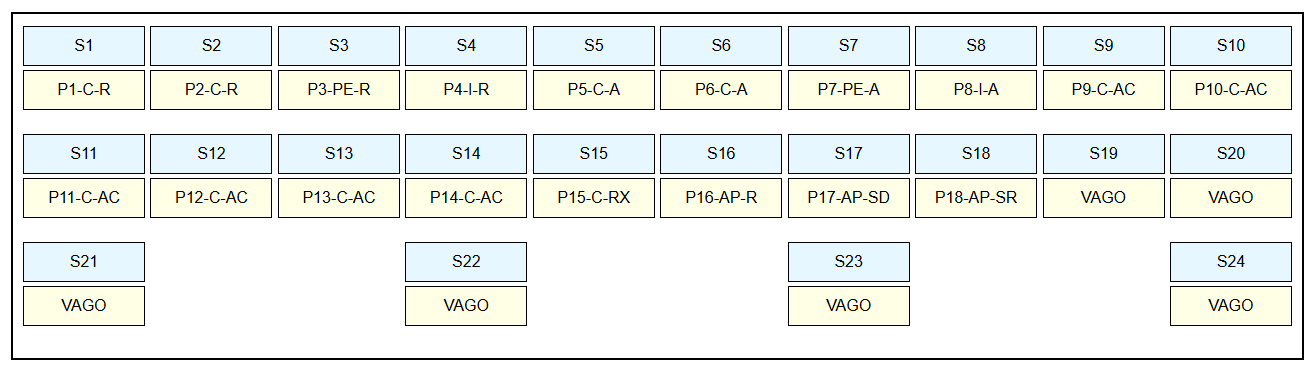 S1 S2 S3 S4 S5 S6 S7 S8 S9 S10
P1-C-R P2-C-R P3-PE-R P4-I-R P5-C-A P6-C-A P7-PE-A P8-I-A P9-C-AC P10-C-AC
S11 S12 S13 S14 S15 S16 S17 S18 S19 S20
P11-C-AC P12-C-AC P13-C-AC P14-C-AC P15-C-RX P16-AP-R P17-AP-SD P18-AP-SR VAGO VAGO
S21 S22 S23 S24
VAGO VAGO VAGO VAGO